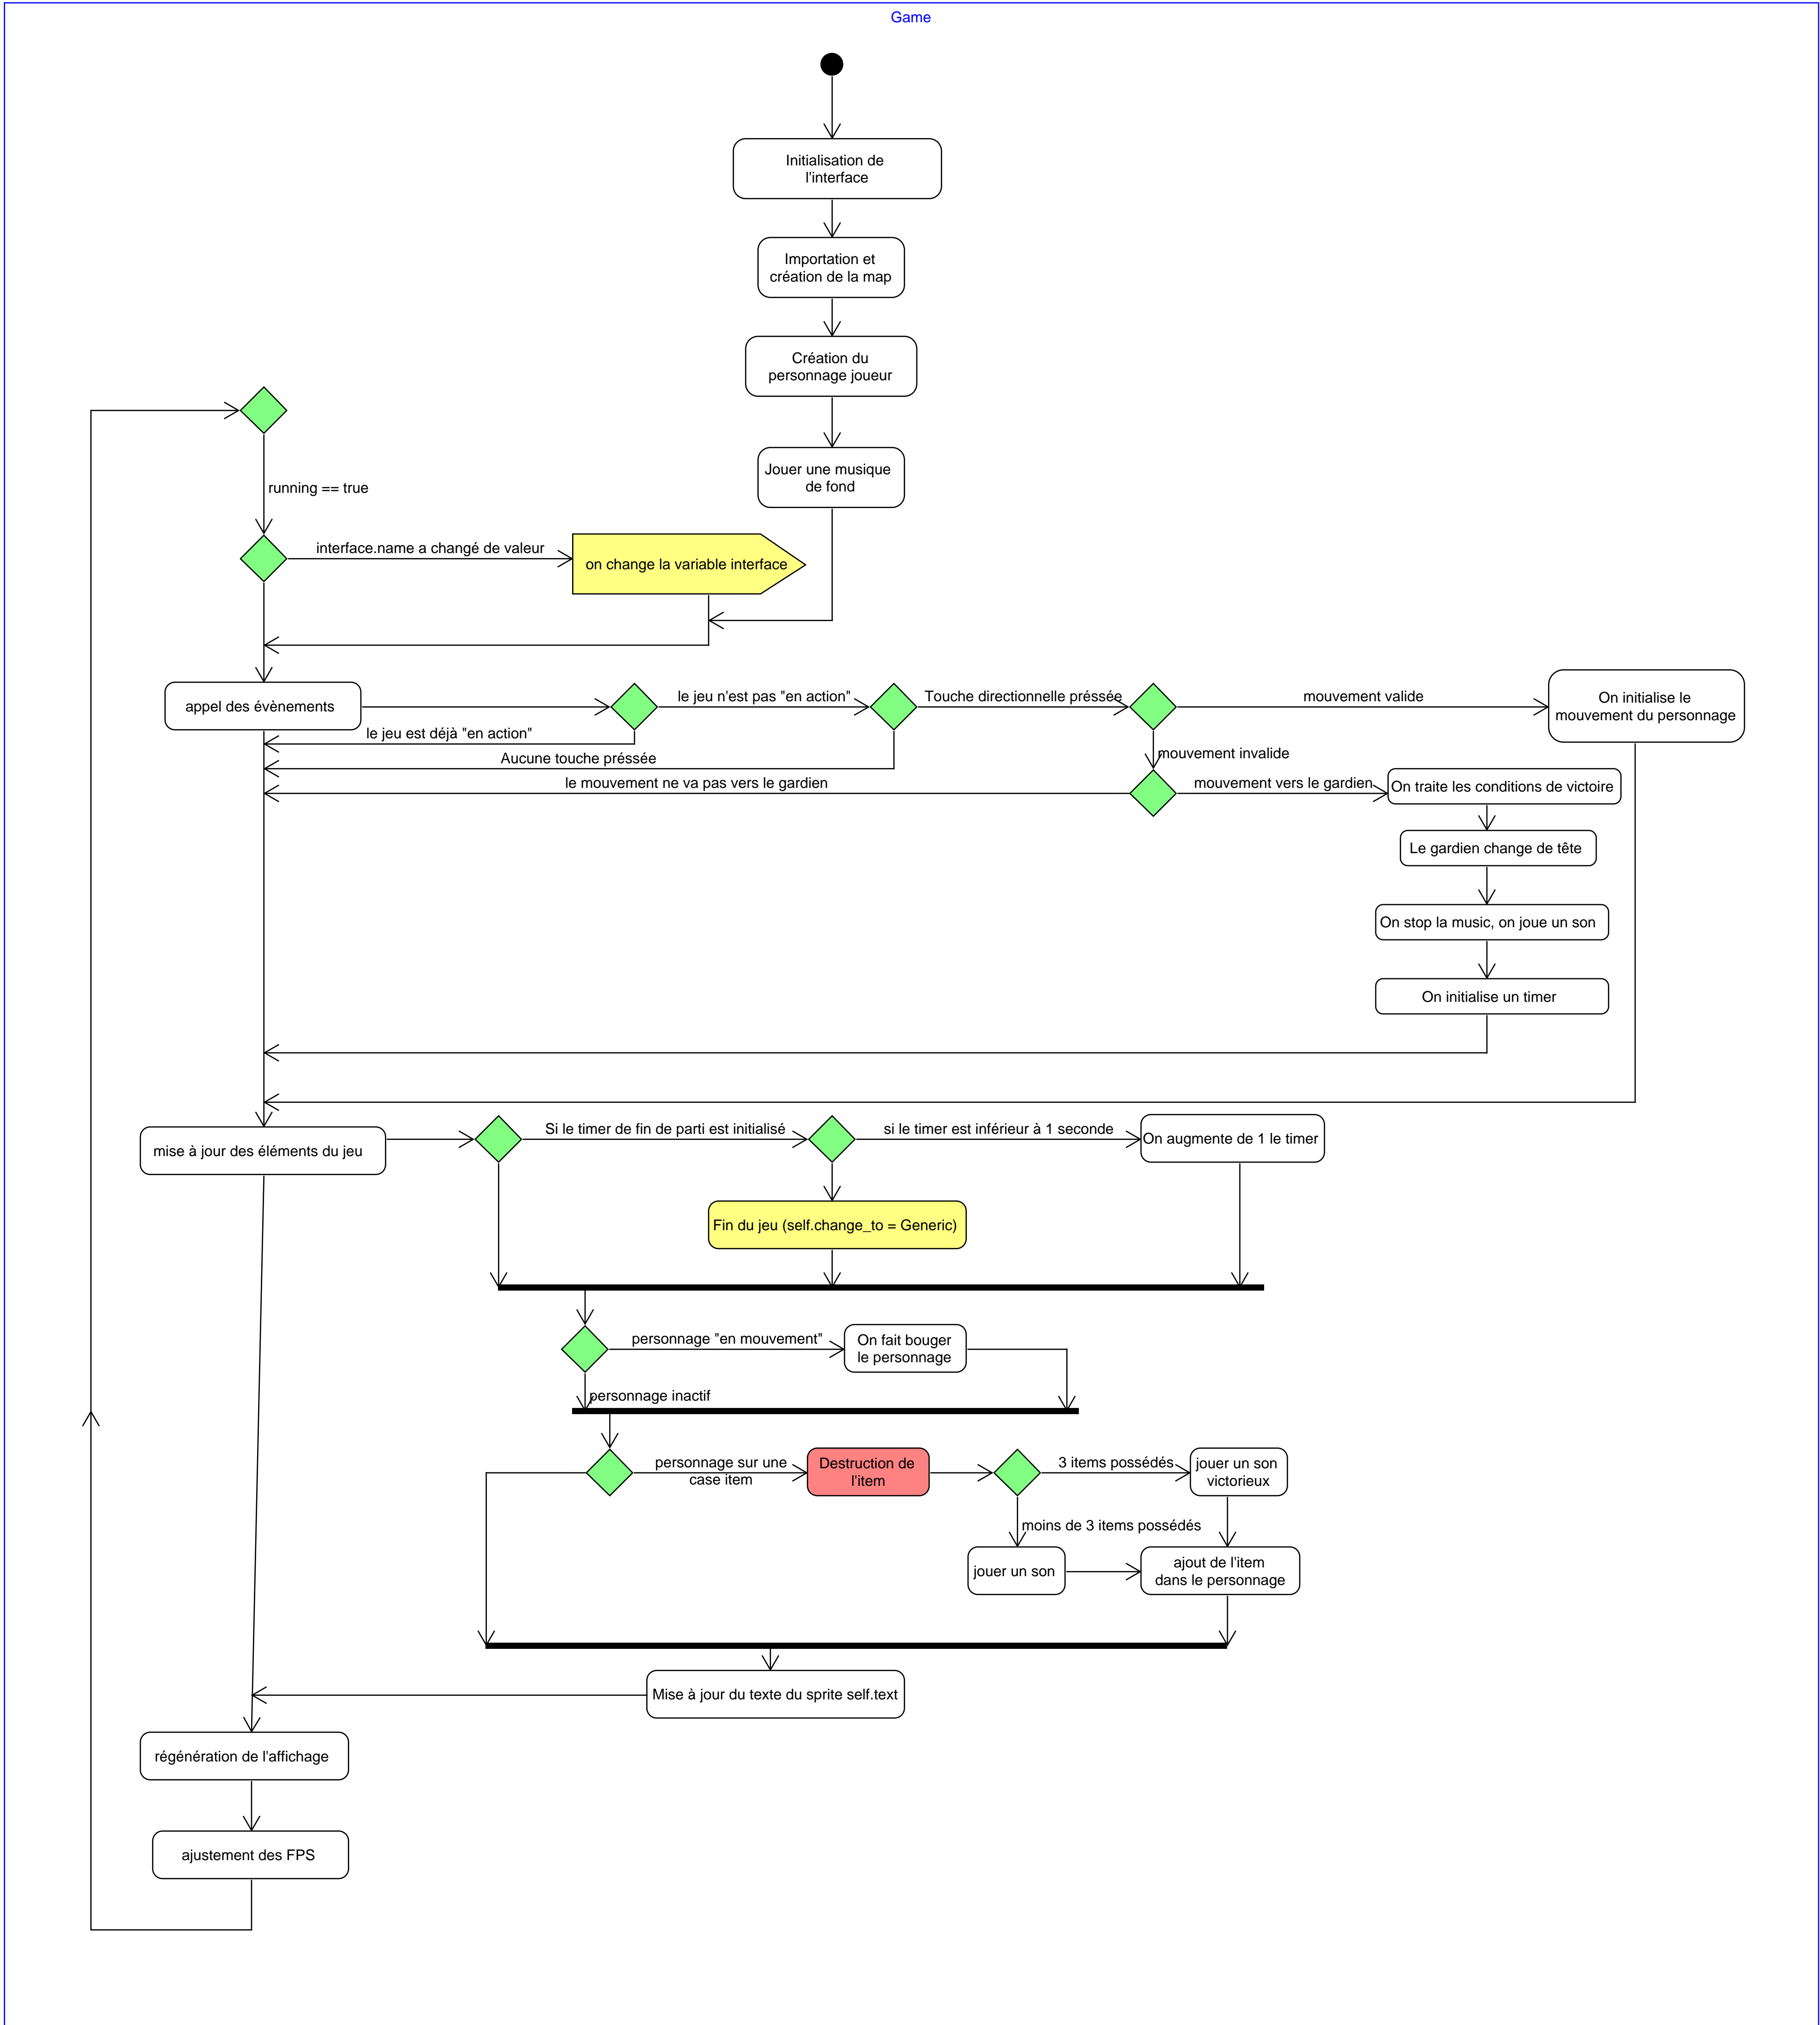 Game
Initialisation de
l'interface
Importation et
création de la map
Création du
personnage joueur
Jouer une musique
de fond
running == true
interface.name a changé de valeur
on change la variable interface
appel des évènements
le jeu n'est pas "en action"
Touche directionnelle préssée
mouvement valide
On initialise le
mouvement du personnage
le jeu est déjà "en action"
Aucune touche préssée
mouvement invalide
le mouvement ne va pas vers le gardien
mouvement vers le gardien
On traite les conditions de victoire
Le gardien change de tête
On stop la music, on joue un son
On initialise un timer
mise à jour des éléments du jeu
Si le timer de fin de parti est initialisé
si le timer est inférieur à 1 seconde
On augmente de 1 le timer
Fin du jeu (self.change_to = Generic)
personnage "en mouvement"
On fait bouger
le personnage
personnage inactif
personnage sur une
case item
Destruction de
l'item
3 items possédés
jouer un son
victorieux
moins de 3 items possédés
jouer un son
ajout de l'item
dans le personnage
Mise à jour du texte du sprite self.text
régénération de l'affichage
ajustement des FPS